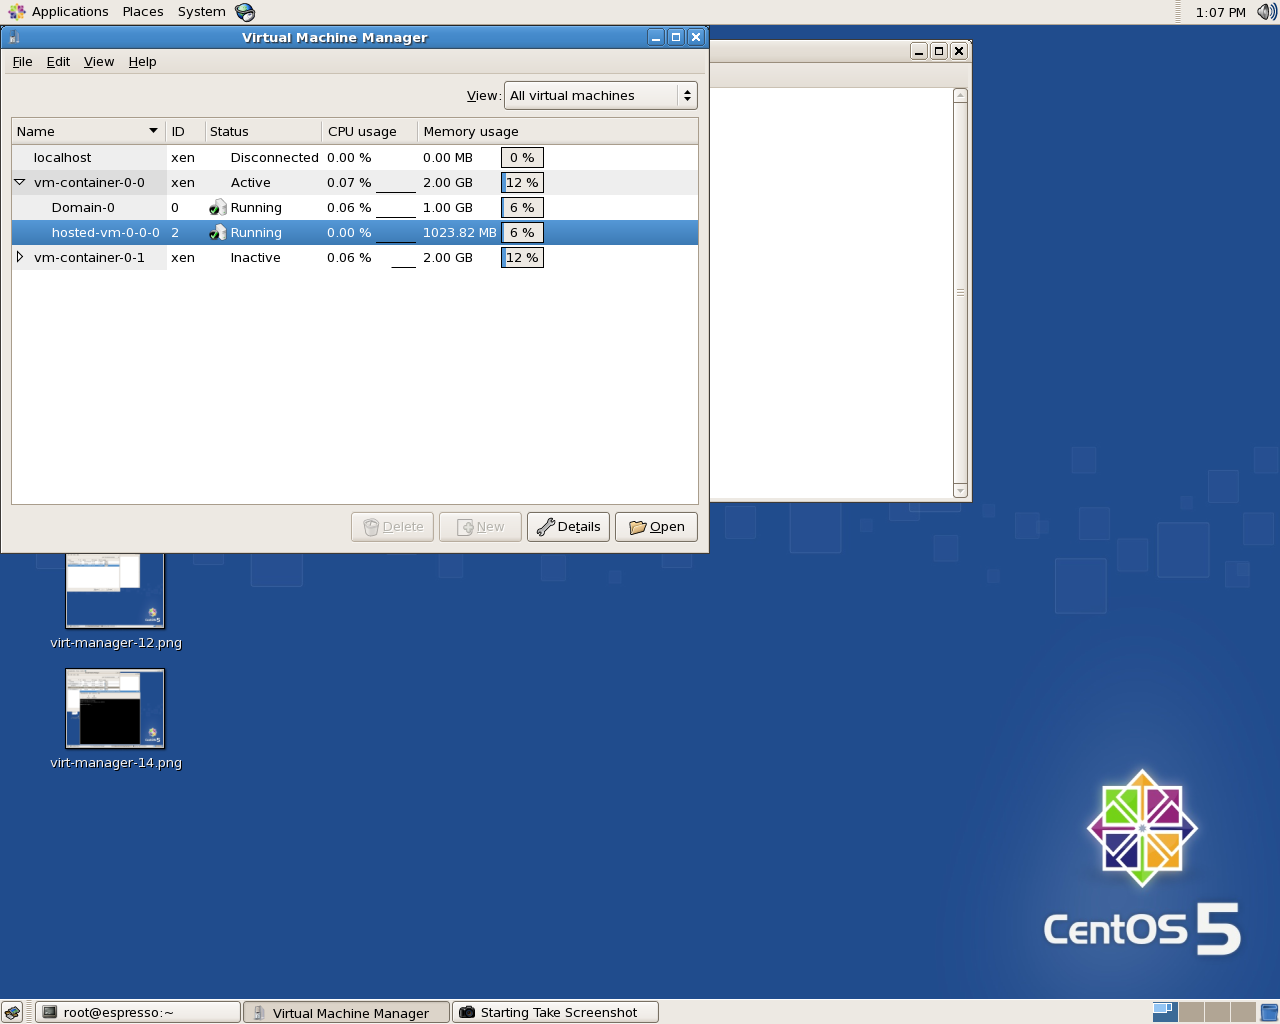 Applications Places System 1:07 PM
Virtual Machine Manager
File Edit View Help
View: All virtual machines
Name ID Status CPU usage Memory usage
localhost xen Disconnected 0.00 % 0.00 MB 0 %
vm-container-0-0 xen Active 0.07 % 2.00 GB 12 %
Domain-0 0 Running 0.06 % 1.00 GB 6 %
hosted-vm-0-0-0 2 Running 0.00 % 1023.82 MB 6 %
vm-container-0-1 xen Inactive 0.06 % 2.00 GB 12 %
Delete New Details Open
virt-manager-12.png
virt-manager-14.png
CentOS 5
root@espresso:~ Virtual Machine Manager Starting Take Screenshot